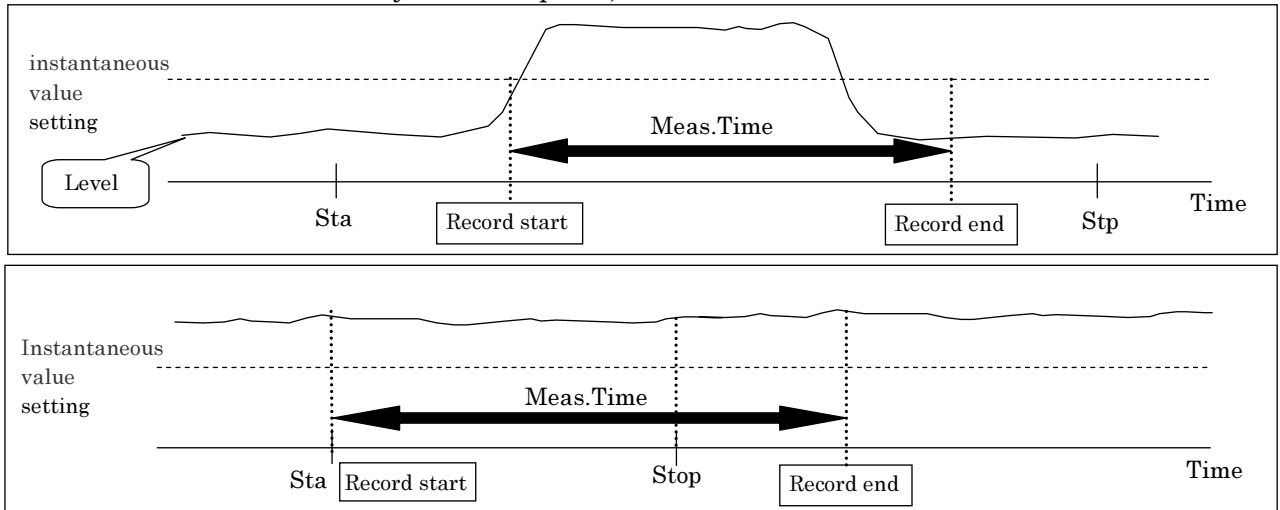 instantaneous
value
setting
Meas.Time
Level
Sta
Record start
Record end
Stp
Time
Instantaneous
value
setting
Meas.Time
Sta
Record start
Stop
Record end
Time